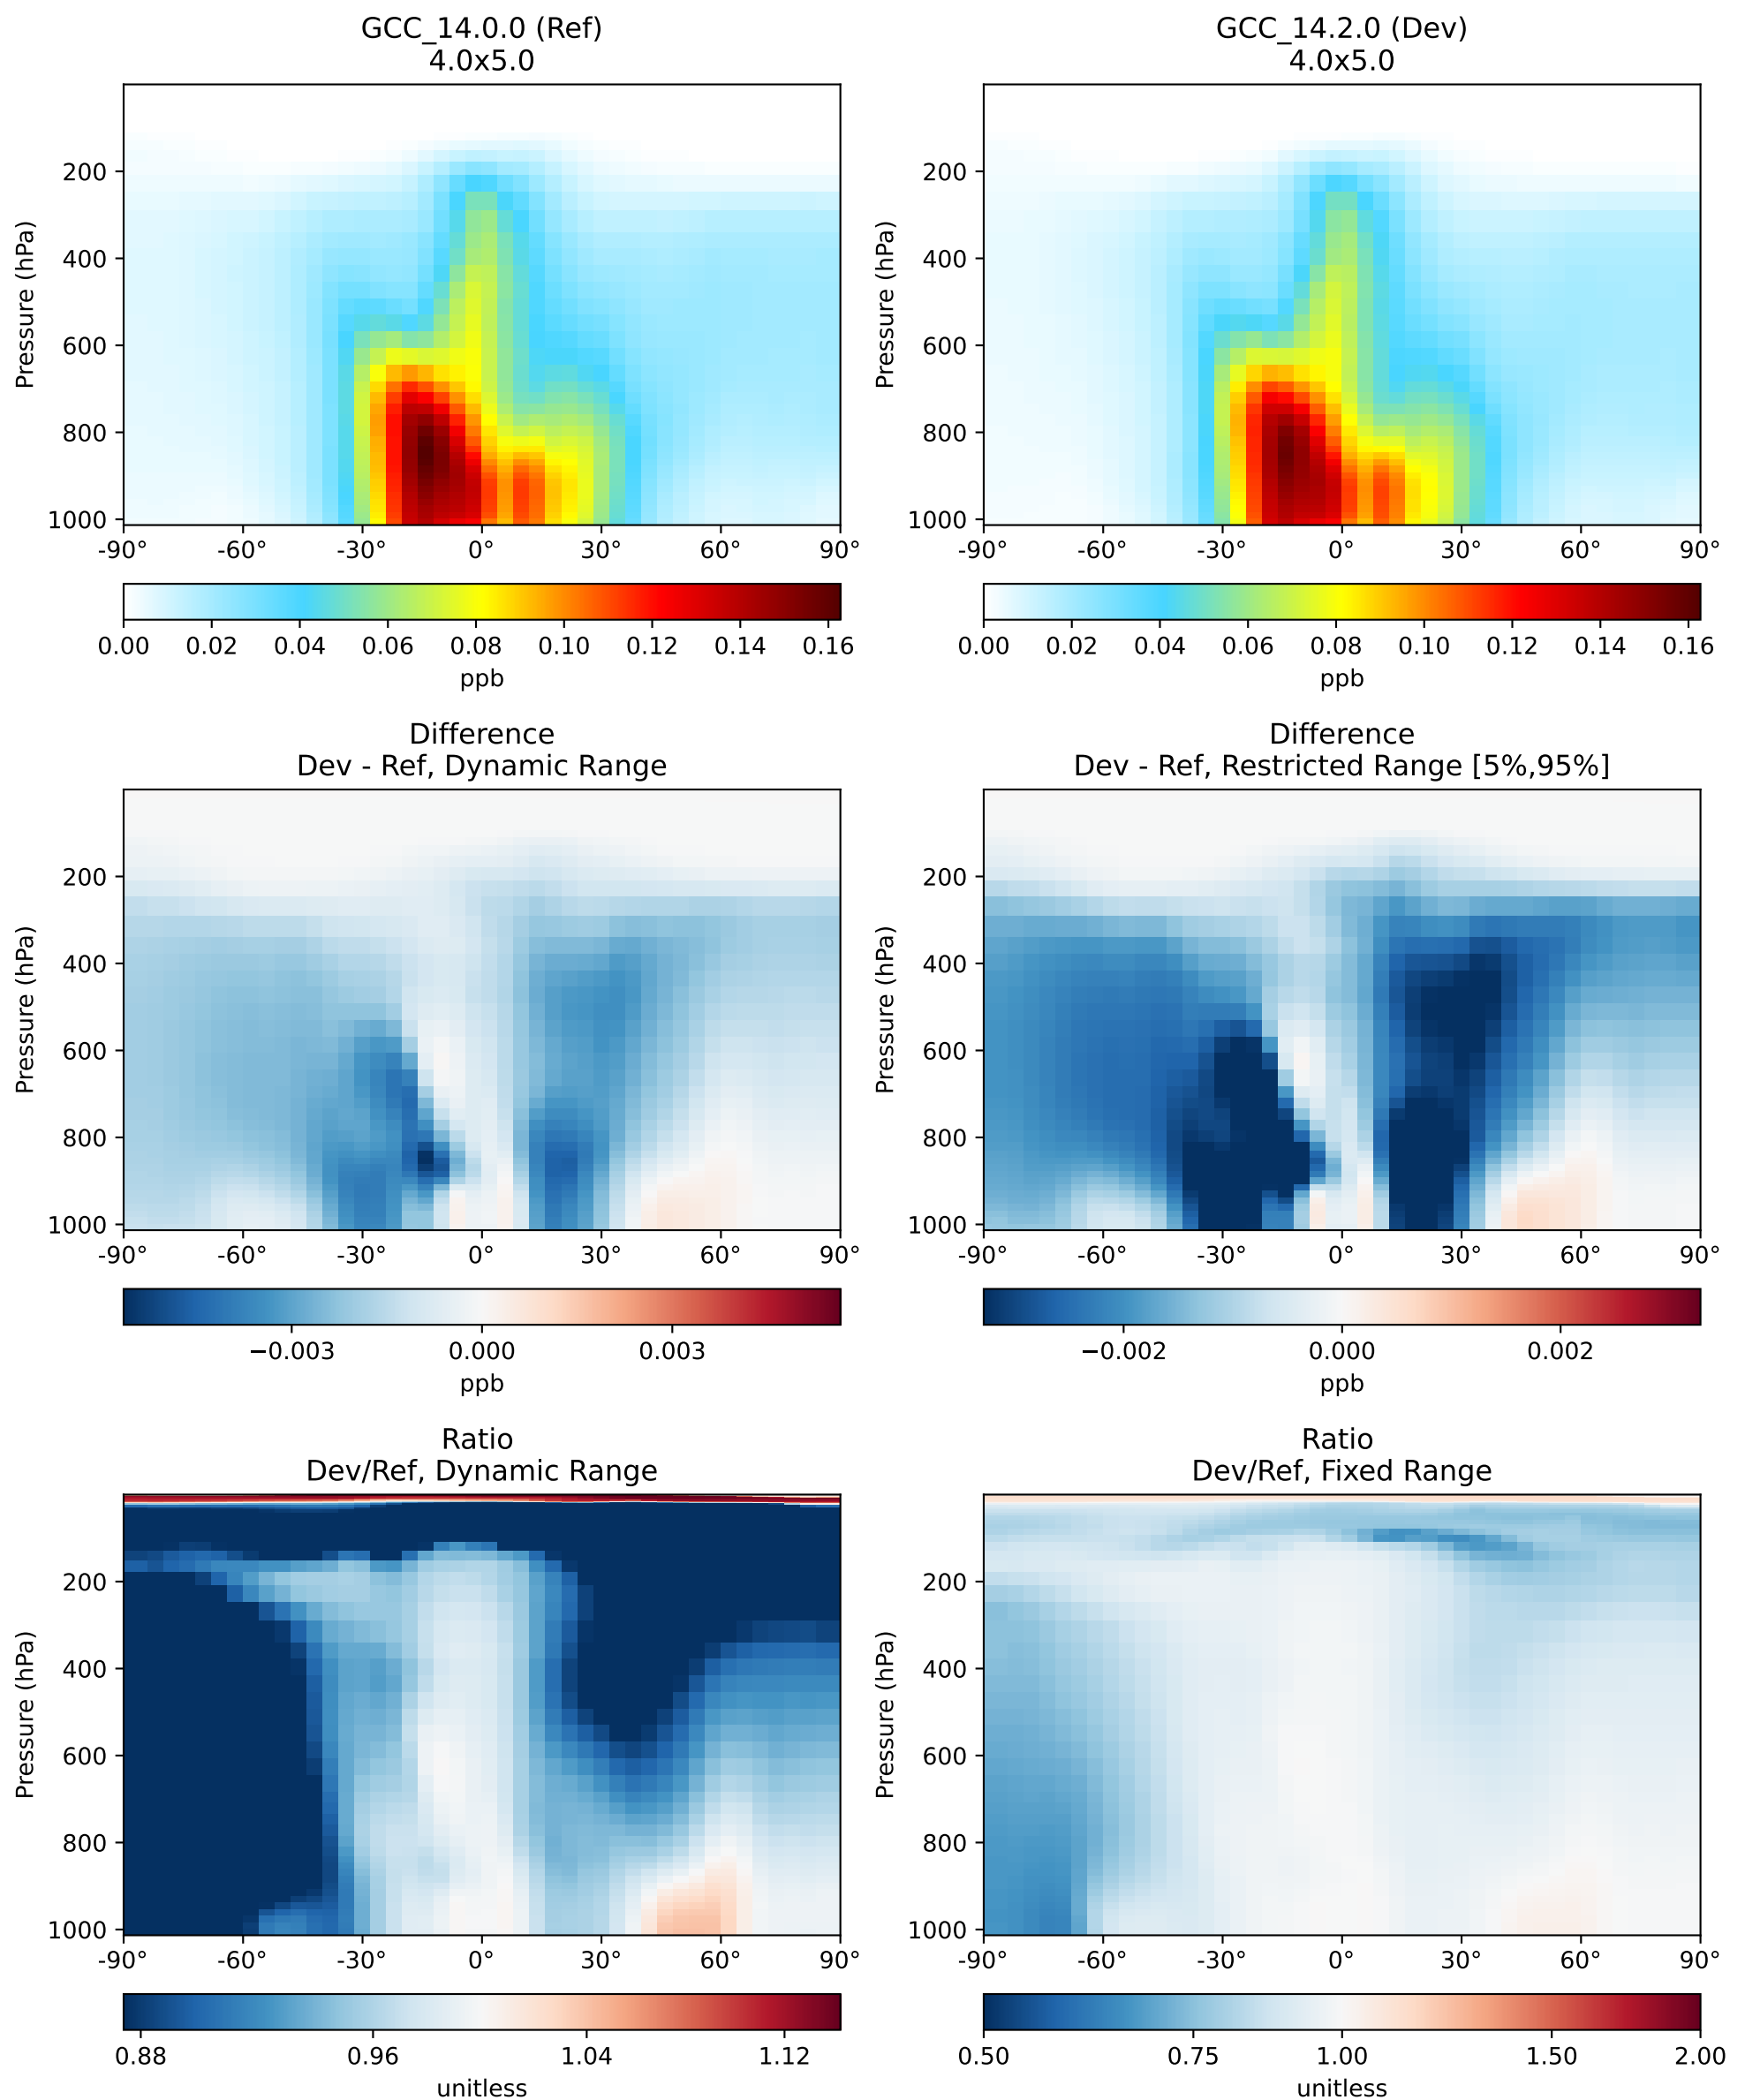 GCC_14.0.0 (Ref)
4.0x5.0
Pressure (hPa)
200
400
600
800
1000
-90° -60° -30° 0° 30° 60° 90°
0.00 0.02 0.04 0.06 0.08 0.10 0.12 0.14 0.16
ppb
GCC_14.2.0 (Dev)
4.0x5.0
Pressure (hPa)
200
400
600
800
1000
-90° -60° -30° 0° 30° 60° 90°
0.00 0.02 0.04 0.06 0.08 0.10 0.12 0.14 0.16
ppb
Difference
Dev - Ref, Dynamic Range
Pressure (hPa)
200
400
600
800
1000
-90° -60° -30° 0° 30° 60° 90°
−0.003 0.000 0.003
ppb
Difference
Dev - Ref, Restricted Range [5%,95%]
Pressure (hPa)
200
400
600
800
1000
-90° -60° -30° 0° 30° 60° 90°
−0.002 0.000 0.002
ppb
Ratio
Dev/Ref, Dynamic Range
Pressure (hPa)
200
400
600
800
1000
-90° -60° -30° 0° 30° 60° 90°
0.88 0.96 1.04 1.12
unitless
Ratio
Dev/Ref, Fixed Range
Pressure (hPa)
200
400
600
800
1000
-90° -60° -30° 0° 30° 60° 90°
0.50 0.75 1.00 1.50 2.00
unitless